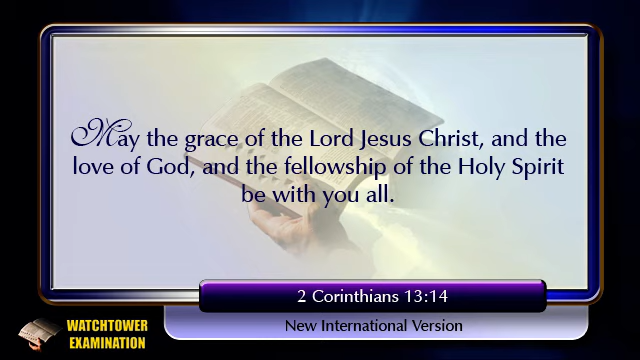 May the grace of the Lord Jesus Christ, and the
love of God, and the fellowship of the Holy Spirit
be with you all.
2 Corinthians 13:14
New International Version
WATCHTOWER
EXAMINATION